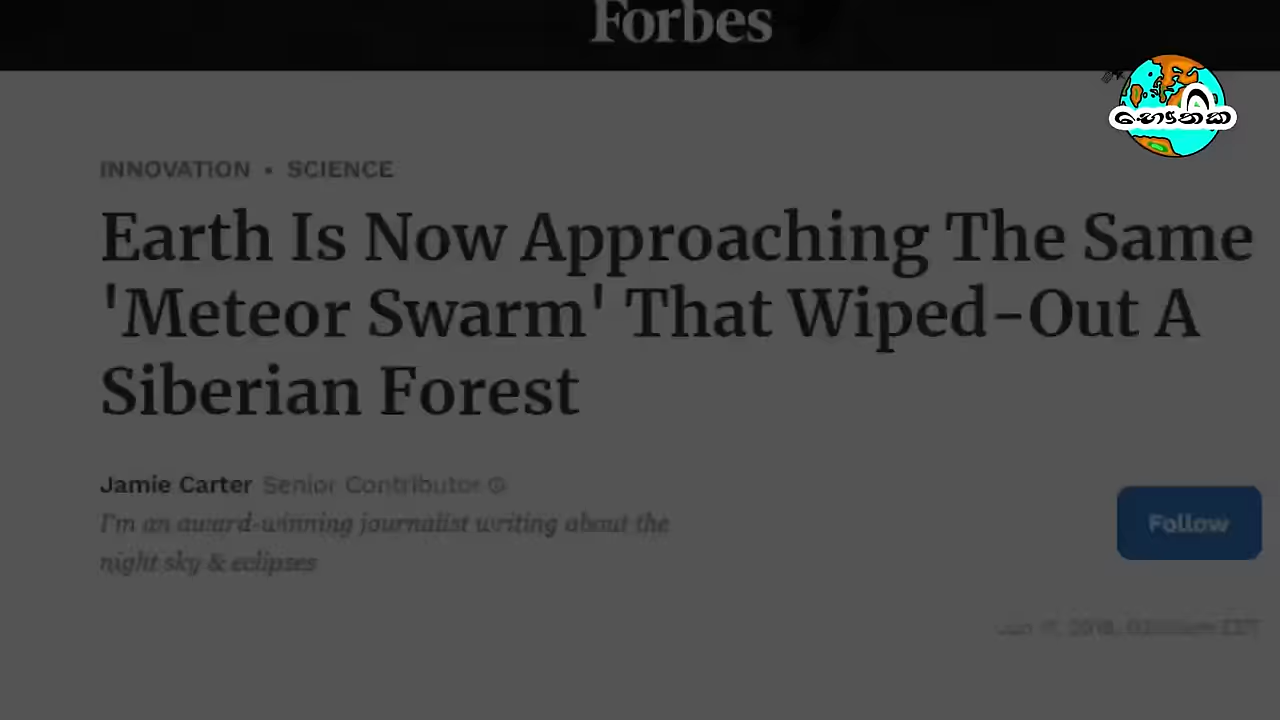 Forbes
භෞතික
INNOVATION • SCIENCE
Earth Is Now Approaching The Same
'Meteor Swarm' That Wiped-Out A
Siberian Forest
Jamie Carter Senior Contributor
I'm an award-winning journalist writing about the
night sky & eclipses
Follow